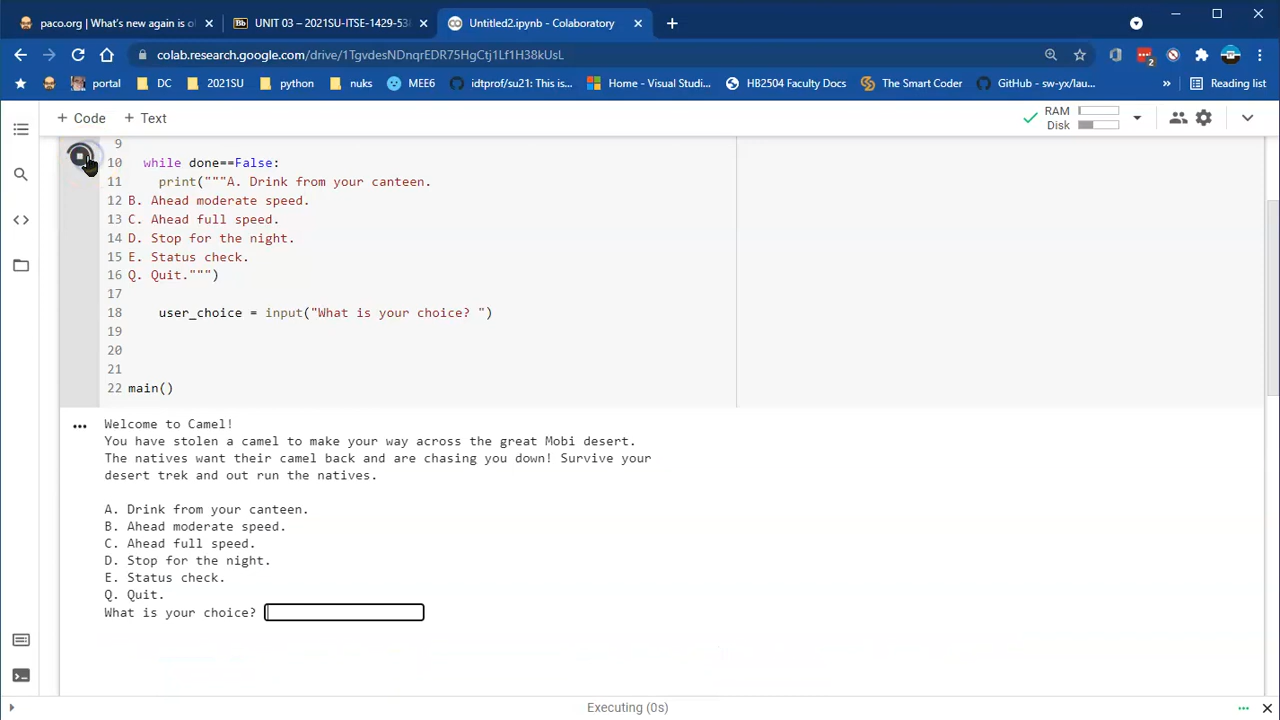 paco.org | What's new again is o
UNIT 03 – 2021SU-ITSE-1429-53
Untitled2.ipynb - Colaboratory
colab.research.google.com/drive/1TgvdesNDnqrEDR75HgCtj1Lf1H38kUsL
portal
DC
2021SU
python
nuks
MEE6
idtprof/su21: This is...
Home - Visual Studi...
HB2504 Faculty Docs
The Smart Coder
GitHub - sw-yx/lau...
»
Reading list
+ Code
+ Text
RAM
Disk
9
10 while done==False:
11 print("""A. Drink from your canteen.
12 B. Ahead moderate speed.
13 C. Ahead full speed.
14 D. Stop for the night.
15 E. Status check.
16 Q. Quit.""")
17
18 user_choice = input("What is your choice? ")
19
20
21
22 main()
Welcome to Camel!
You have stolen a camel to make your way across the great Mobi desert.
The natives want their camel back and are chasing you down! Survive your
desert trek and out run the natives.
A. Drink from your canteen.
B. Ahead moderate speed.
C. Ahead full speed.
D. Stop for the night.
E. Status check.
Q. Quit.
What is your choice?
Executing (0s)